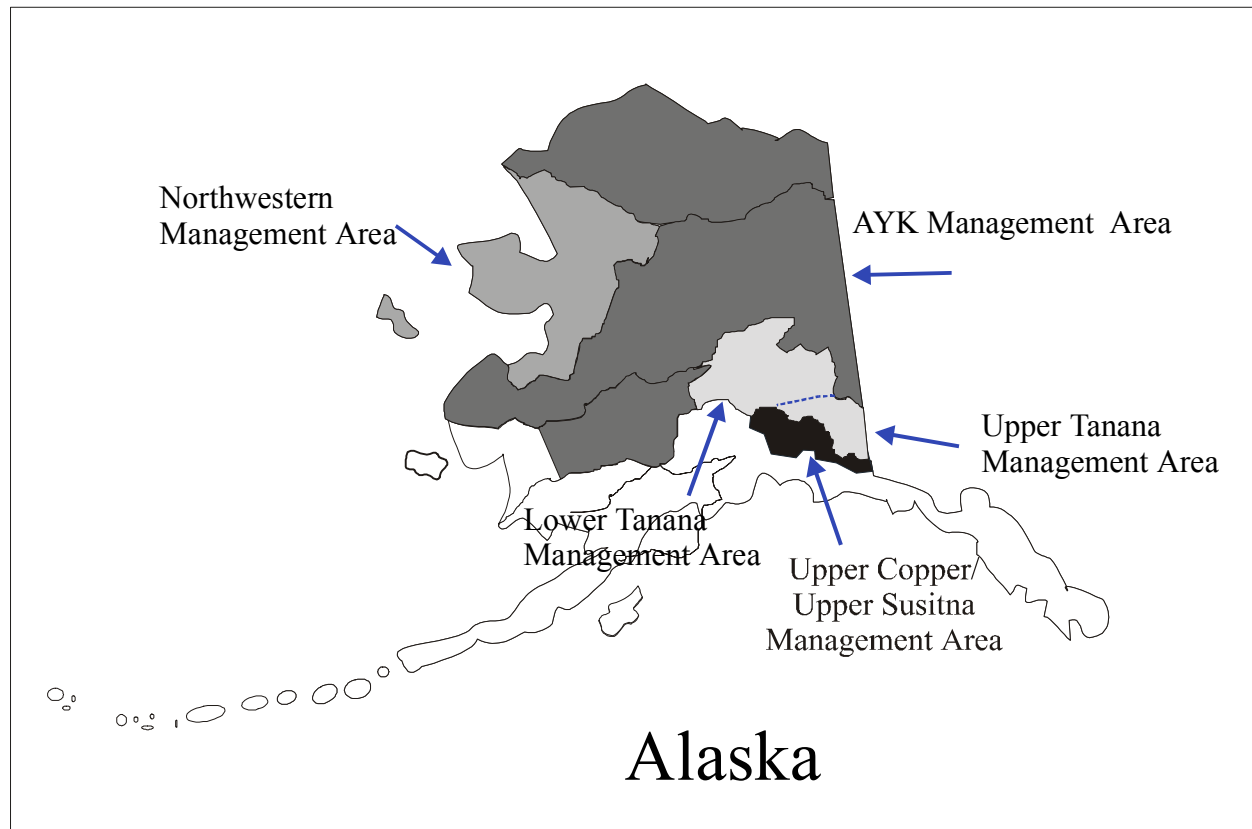 Northwestern
Management Area
AYK Management Area
Upper Tanana
Management Area
Lower Tanana
Management Area
Upper Copper/
Upper Susitna
Management Area
Alaska